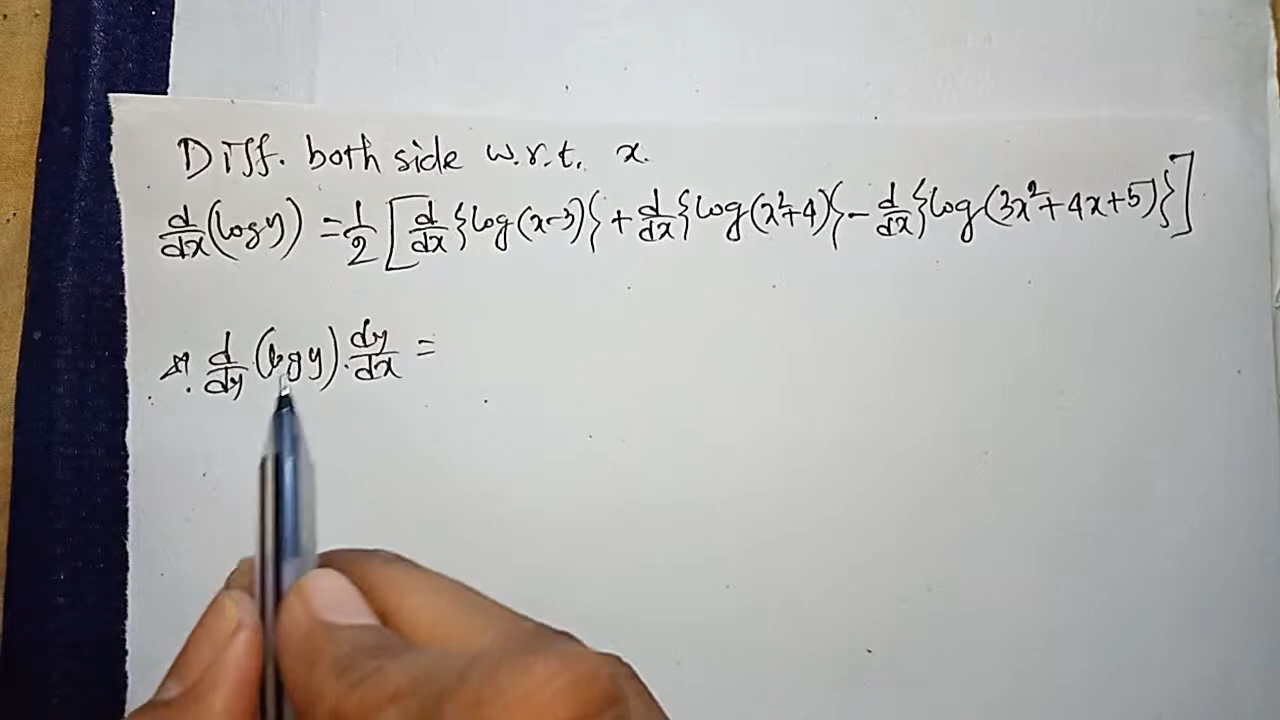 Diff. both side w.r.t. x.
d/dx(log y) = 1/2 [d/dx{log(x-3)} + d/dx{log(x²+4)} - d/dx{log(3x²+4x+5)}]
d/dy(log y).dy/dx =